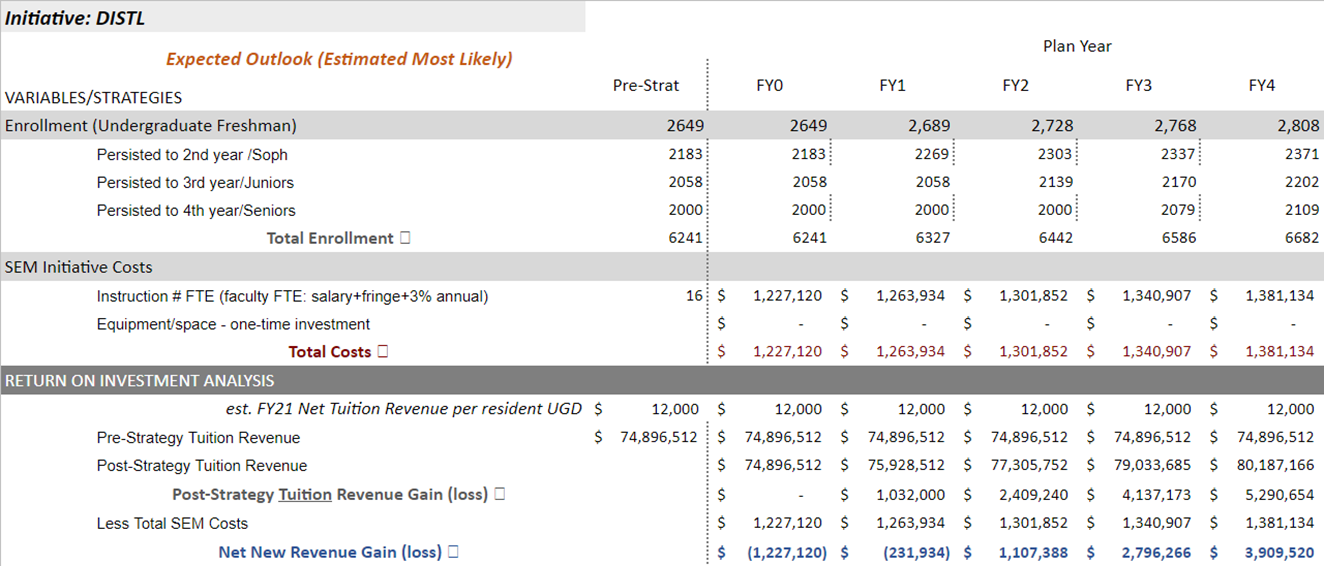 Initiative: DISTL
Plan Year
Expected Outlook (Estimated Most Likely)
Pre-Strat FY0 FY1 FY2 FY3 FY4
VARIABLES/STRATEGIES
Enrollment (Undergraduate Freshman) 2649 2649 2,689 2,728 2,768 2,808
Persisted to 2nd year /Soph 2183 2183 2269 2303 2337 2371
Persisted to 3rd year/Juniors 2058 2058 2058 2139 2170 2202
Persisted to 4th year/Seniors 2000 2000 2000 2000 2079 2109
Total Enrollment 6241 6241 6327 6442 6586 6682
SEM Initiative Costs
Instruction # FTE (faculty FTE: salary+fringe+3% annual) 16 $ 1,227,120 $ 1,263,934 $ 1,301,852 $ 1,340,907 $ 1,381,134
Equipment/space - one-time investment $ - $ - $ - $ - $ -
Total Costs $ 1,227,120 $ 1,263,934 $ 1,301,852 $ 1,340,907 $ 1,381,134
RETURN ON INVESTMENT ANALYSIS
est. FY21 Net Tuition Revenue per resident UGD $ 12,000 $ 12,000 $ 12,000 $ 12,000 $ 12,000 $ 12,000
Pre-Strategy Tuition Revenue $ 74,896,512 $ 74,896,512 $ 74,896,512 $ 74,896,512 $ 74,896,512 $ 74,896,512
Post-Strategy Tuition Revenue $ 74,896,512 $ 75,928,512 $ 77,305,752 $ 79,033,685 $ 80,187,166
Post-Strategy Tuition Revenue Gain (loss) $ - $ 1,032,000 $ 2,409,240 $ 4,137,173 $ 5,290,654
Less Total SEM Costs $ 1,227,120 $ 1,263,934 $ 1,301,852 $ 1,340,907 $ 1,381,134
Net New Revenue Gain (loss) $ (1,227,120) $ (231,934) $ 1,107,388 $ 2,796,266 $ 3,909,520